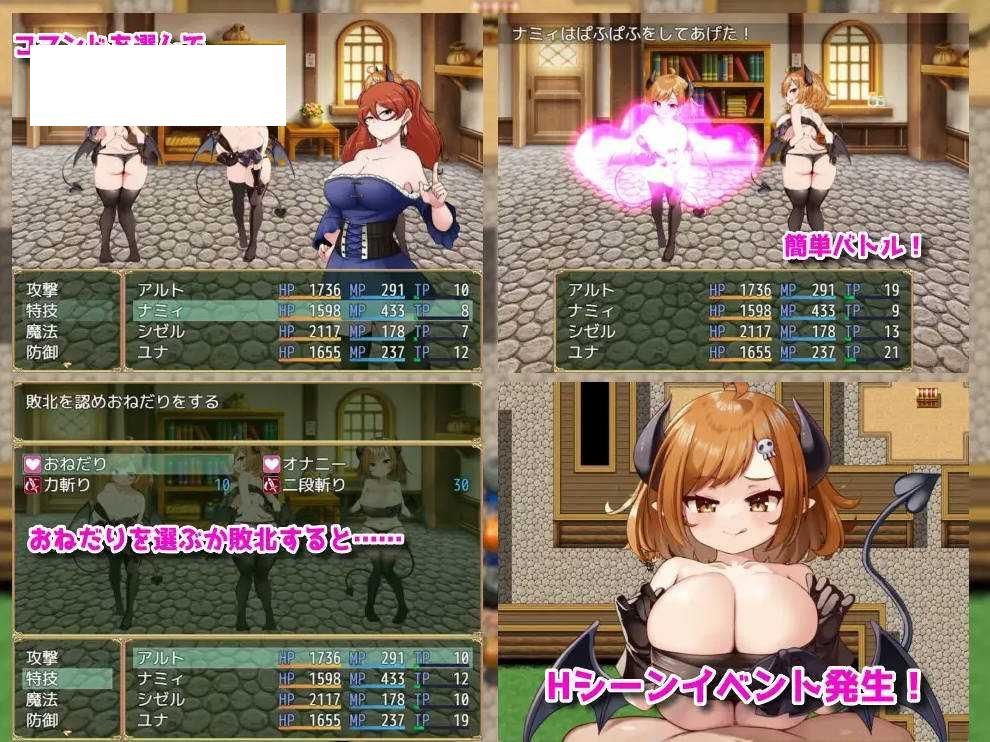 コマンドを選んで
攻撃
特技
魔法
防御
アルト HP 1736 MP 291 TP 10
ナミィ HP 1598 MP 433 TP 8
シゼル HP 2117 MP 178 TP 7
ユナ HP 1655 MP 237 TP 12
ナミィはぱふぱふをしてあげた！
簡単バトル！
アルト HP 1736 MP 291 TP 19
ナミィ HP 1598 MP 433 TP 9
シゼル HP 2117 MP 178 TP 13
ユナ HP 1655 MP 237 TP 21
敗北を認めおねだりをする
おねだり オナニー
力斬り 10 二段斬り 30
おねだりを選ぶか敗北すると……
攻撃
特技
魔法
防御
アルト HP 1736 MP 291 TP 10
ナミィ HP 1598 MP 433 TP 12
シゼル HP 2117 MP 178 TP 10
ユナ HP 1655 MP 237 TP 19
Hシーンイベント発生！